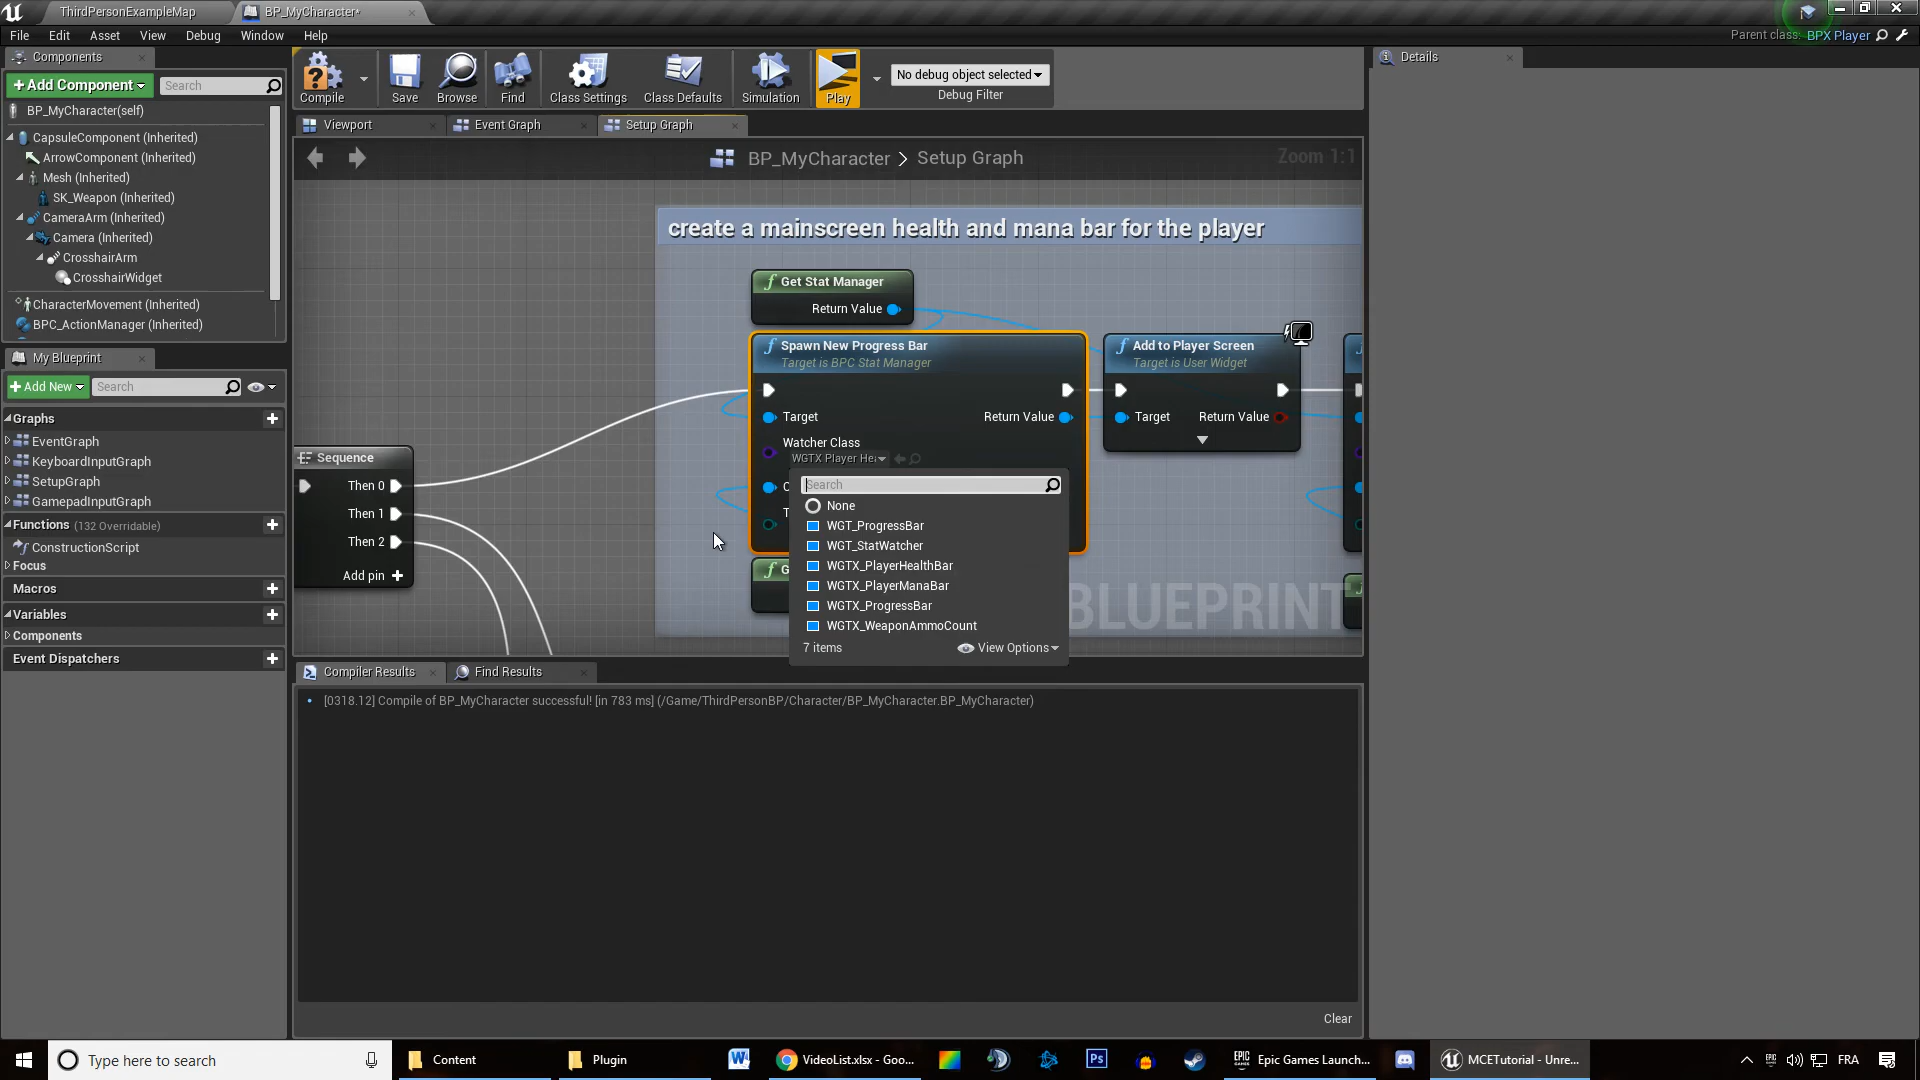 ThirdPersonExampleMap
BP_MyCharacter*
File Edit Asset View Debug Window Help
Parent class: BPX Player
Components
+Add Component
Search
BP_MyCharacter(self)
CapsuleComponent (Inherited)
ArrowComponent (Inherited)
Mesh (Inherited)
SK_Weapon (Inherited)
CameraArm (Inherited)
Camera (Inherited)
CrosshairArm
CrosshairWidget
CharacterMovement (Inherited)
BPC_ActionManager (Inherited)
My Blueprint
+Add New
Search
Graphs
EventGraph
KeyboardInputGraph
SetupGraph
GamepadInputGraph
Functions (132 Overridable)
ConstructionScript
Focus
Macros
Variables
Components
Event Dispatchers
Compile
Save
Browse
Find
Class Settings
Class Defaults
Simulation
Play
No debug object selected
Debug Filter
Viewport
Event Graph
Setup Graph
BP_MyCharacter > Setup Graph
Zoom 1:1
create a mainscreen health and mana bar for the player
Get Stat Manager
Return Value
Spawn New Progress Bar
Target is BPC Stat Manager
Target
Return Value
Watcher Class
WGTX Player He
Add to Player Screen
Target is User Widget
Target
Return Value
Sequence
Then 0
Then 1
Then 2
Add pin
Search
None
WGT_ProgressBar
WGT_StatWatcher
WGTX_PlayerHealthBar
WGTX_PlayerManaBar
WGTX_ProgressBar
WGTX_WeaponAmmoCount
7 items
View Options
BLUEPRINT
Compiler Results
Find Results
[0318.12] Compile of BP_MyCharacter successful! [in 783 ms] (/Game/ThirdPersonBP/Character/BP_MyCharacter.BP_MyCharacter)
Clear
Details
Type here to search
Content
Plugin
VideoList.xlsx - Goo...
Ps
Epic Games Launch...
MCETutorial - Unre...
FRA